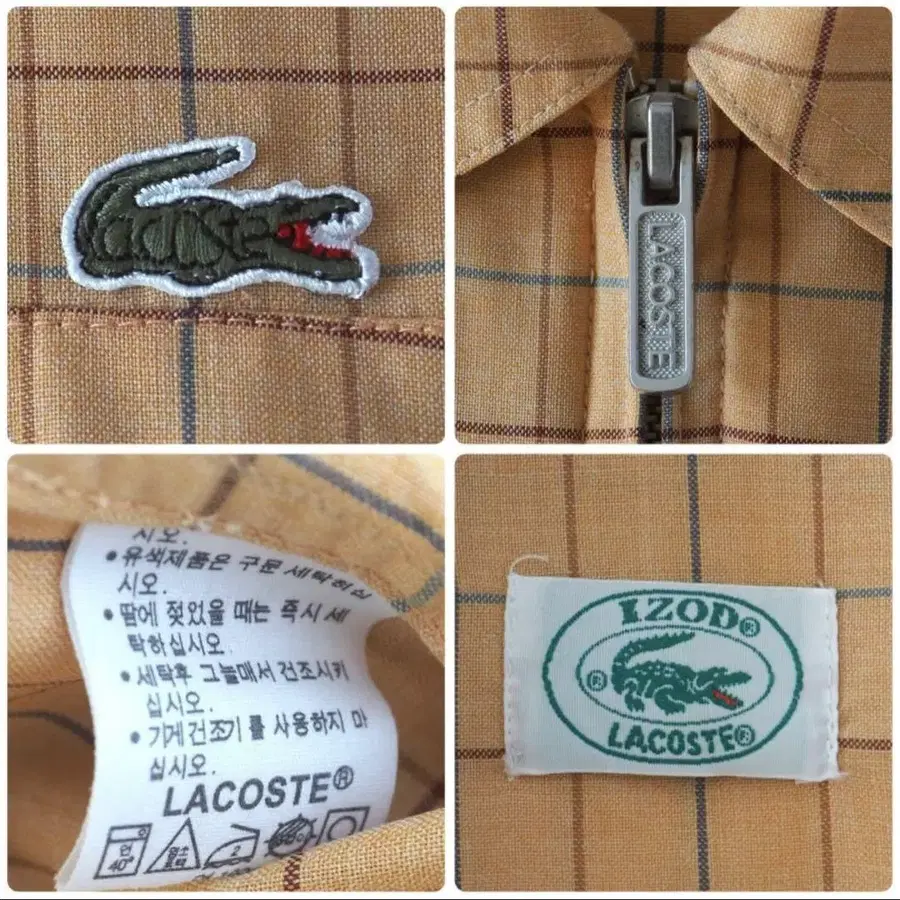 LACOSTE
시오.
• 유색제품은 구분 세탁하십
시오.
• 땀에 젖었을 때는 즉시 세
탁하십시오.
• 세탁후 그늘에서 건조시키
십시오.
• 기계건조기를 사용하지 마
십시오.
LACOSTE®
약
40°
2
IZOD®
®
LACOSTE®